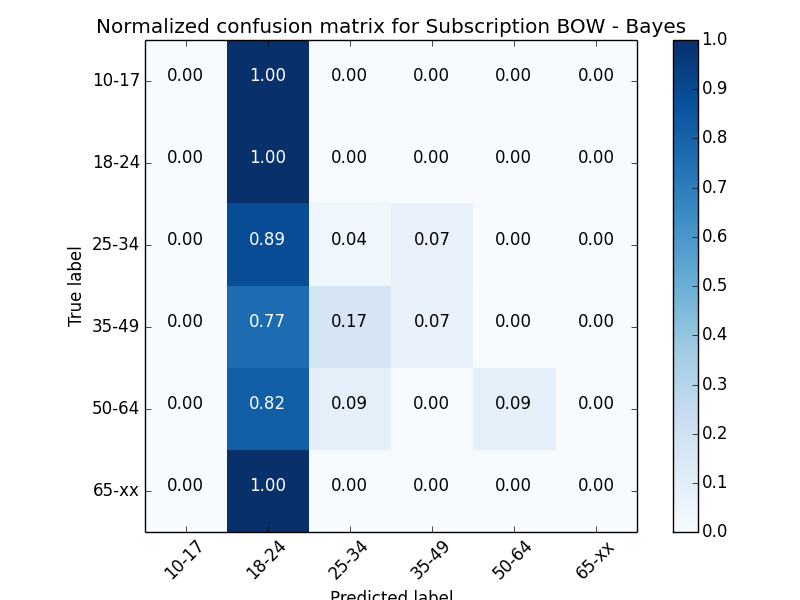 Normalized confusion matrix for Subscription BOW - Bayes
True label
10-17 0.00 1.00 0.00 0.00 0.00 0.00
18-24 0.00 1.00 0.00 0.00 0.00 0.00
25-34 0.00 0.89 0.04 0.07 0.00 0.00
35-49 0.00 0.77 0.17 0.07 0.00 0.00
50-64 0.00 0.82 0.09 0.00 0.09 0.00
65-xx 0.00 1.00 0.00 0.00 0.00 0.00
10-17 18-24 25-34 35-49 50-64 65-xx
Predicted label
1.0
0.9
0.8
0.7
0.6
0.5
0.4
0.3
0.2
0.1
0.0